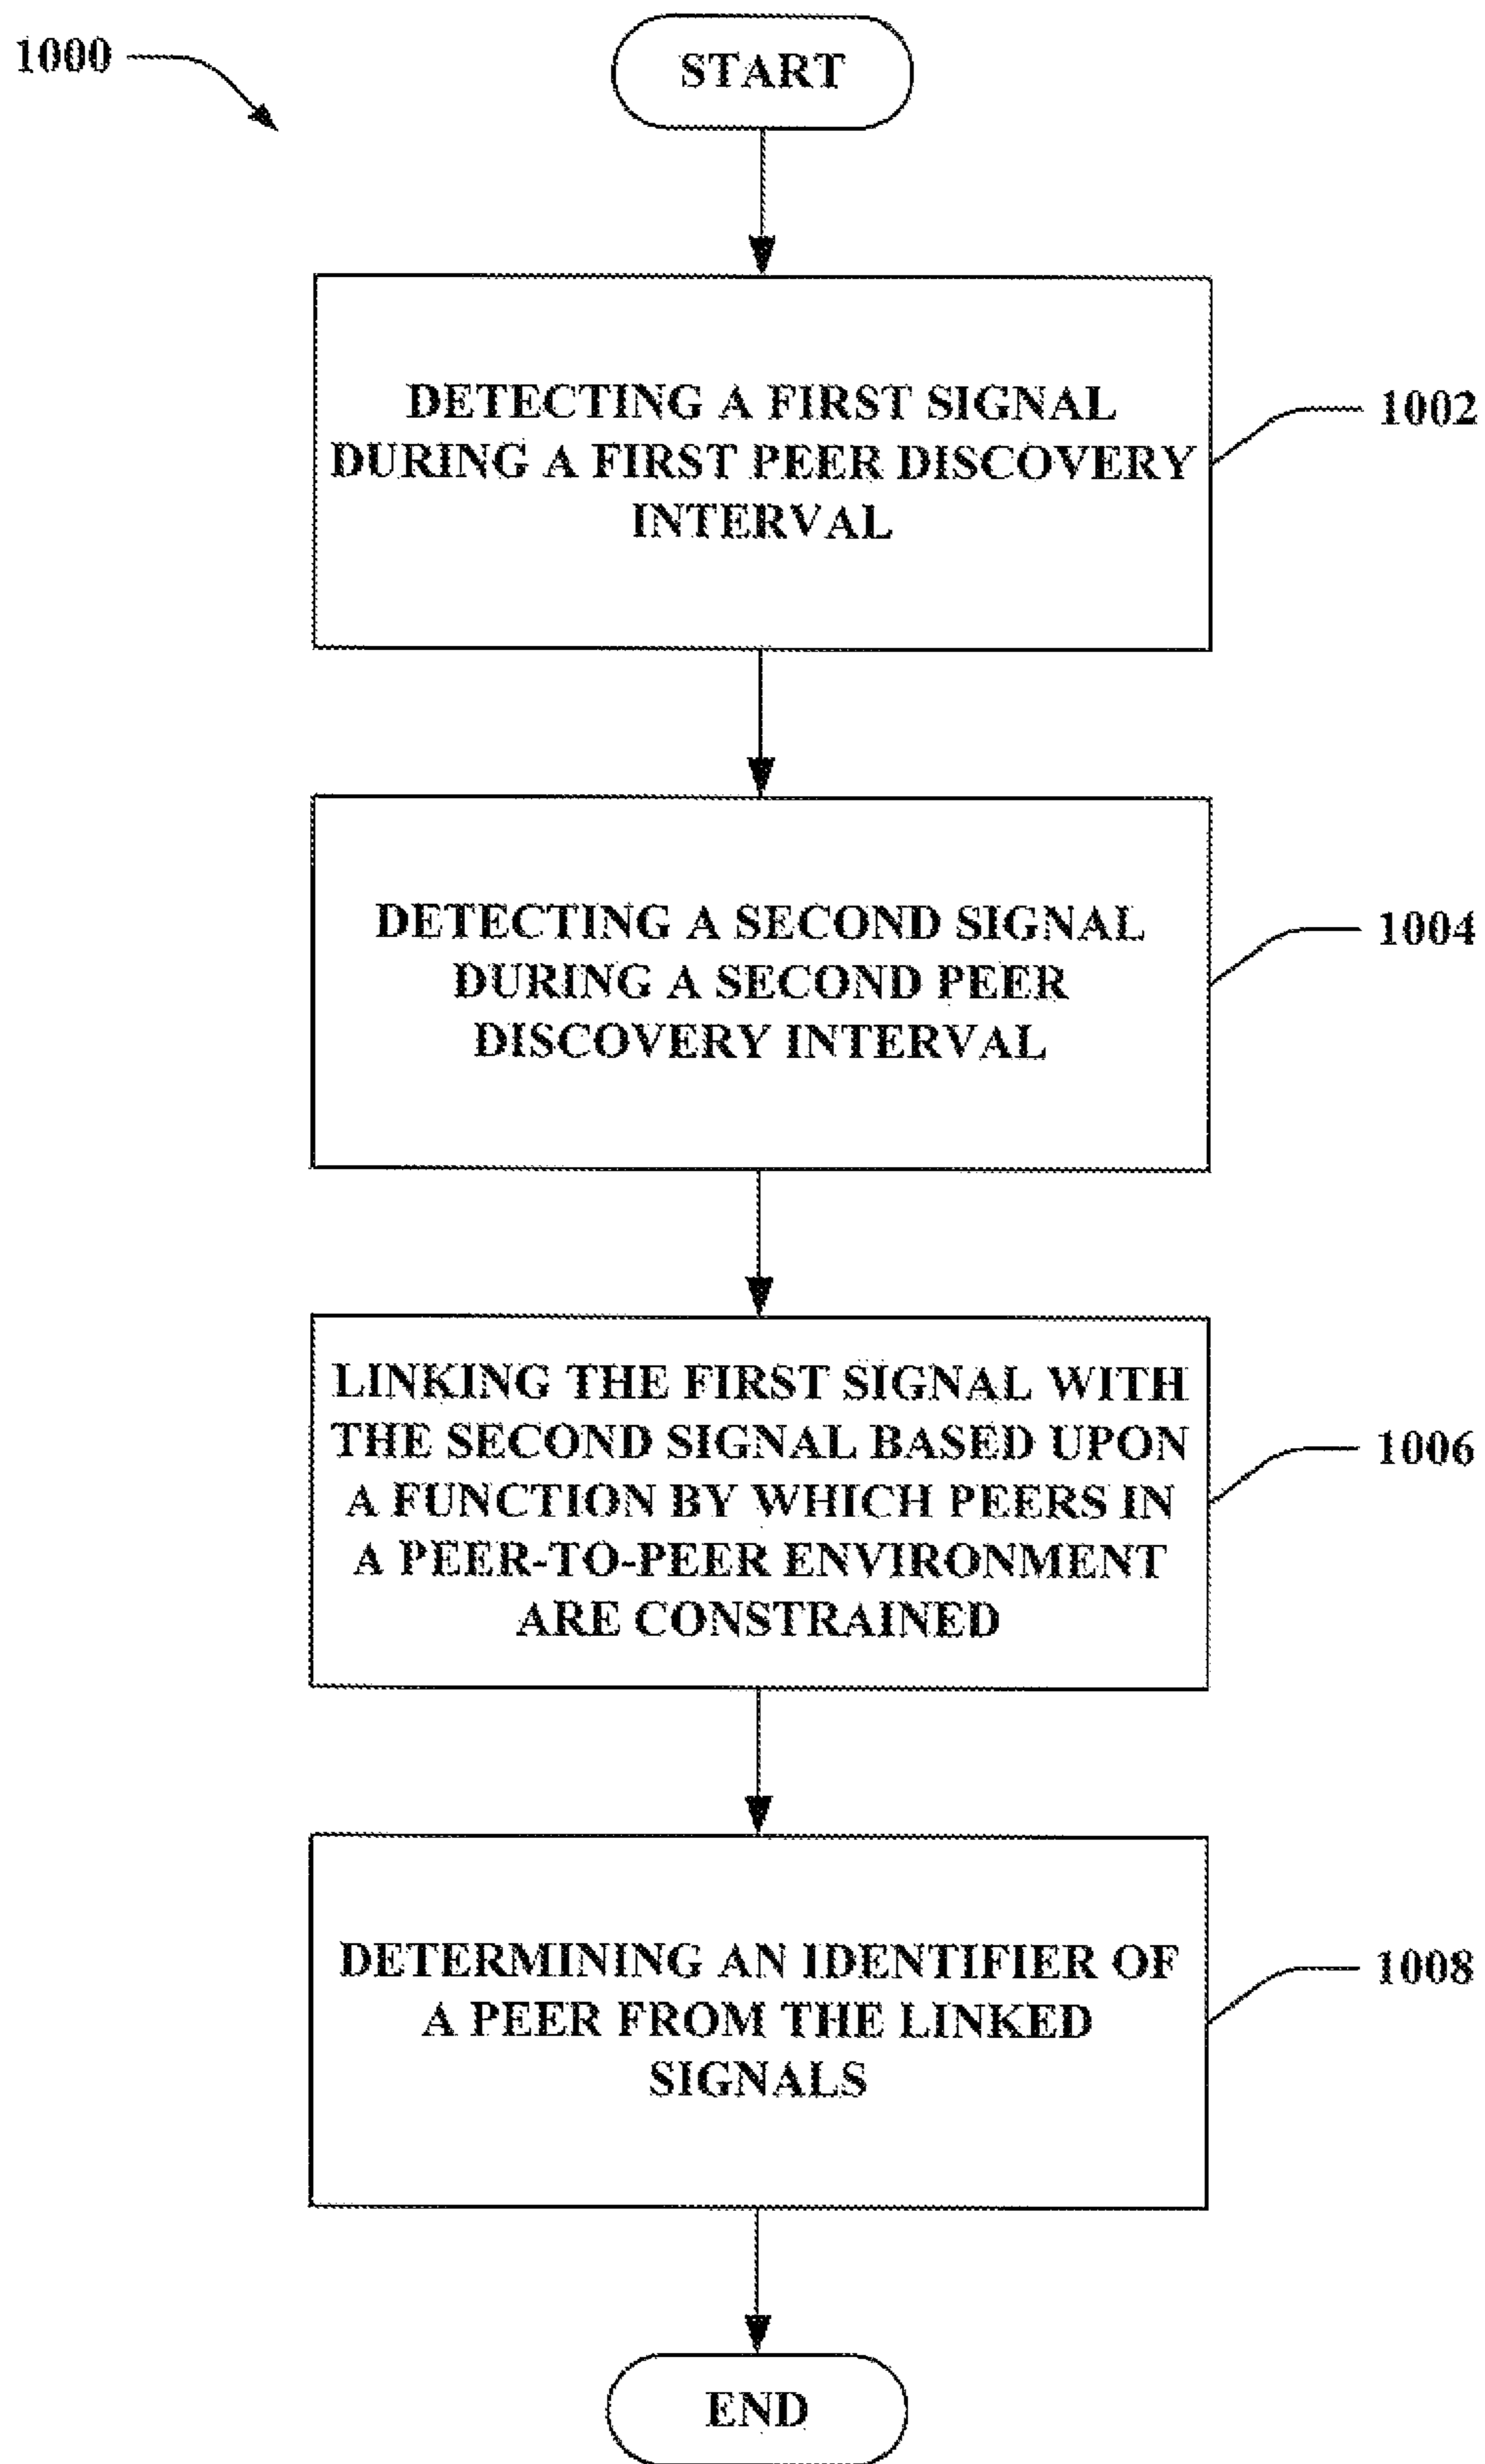 1000
START
DETECTING A FIRST SIGNAL
DURING A FIRST PEER DISCOVERY
INTERVAL
1002
DETECTING A SECOND SIGNAL
DURING A SECOND PEER
DISCOVERY INTERVAL
1004
LINKING THE FIRST SIGNAL WITH
THE SECOND SIGNAL BASED UPON
A FUNCTION BY WHICH PEERS IN
A PEER-TO-PEER ENVIRONMENT
ARE CONSTRAINED
1006
DETERMINING AN IDENTIFIER OF
A PEER FROM THE LINKED
SIGNALS
1008
END